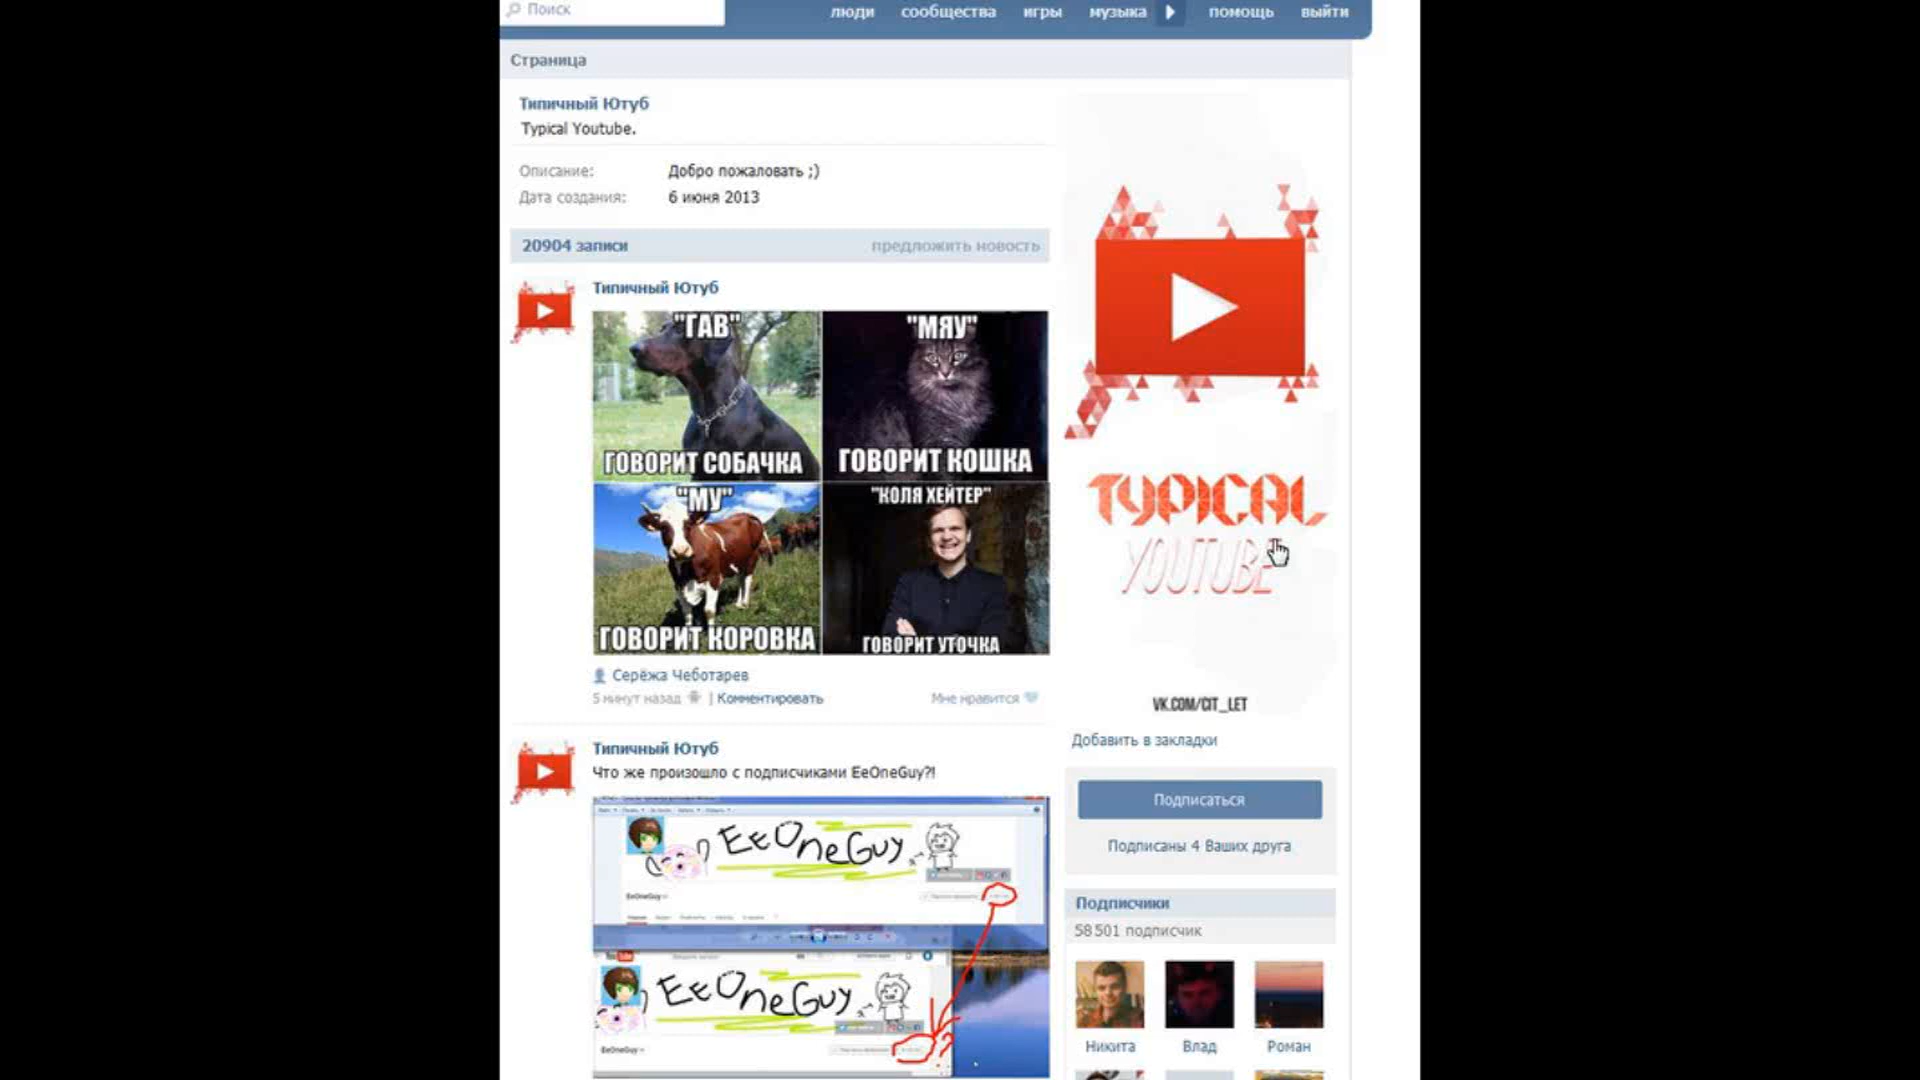 Поиск
люди сообщества игры музыка помощь выйти
Страница
Типичный Ютуб
Typical Youtube.
Описание: Добро пожаловать ;)
Дата создания: 6 июня 2013
20904 записи предложить новость
Типичный Ютуб
"ГАВ"
ГОВОРИТ СОБАЧКА
"МЯУ"
ГОВОРИТ КОШКА
"МУ"
ГОВОРИТ КОРОВКА
"КОЛЯ ХЕЙТЕР"
ГОВОРИТ УТОЧКА
Серёжа Чеботарев
5 минут назад | Комментировать Мне нравится
Типичный Ютуб
Что же произошло с подписчиками EeOneGuy?!
EeOneGuy
EeOneGuy
EeOneGuy
EeOneGuy
TYPICAL
YOUTUBE
VK.COM/CIT_LET
Добавить в закладки
Подписаться
Подписаны 4 Ваших друга
Подписчики
58 501 подписчик
Никита Влад Роман